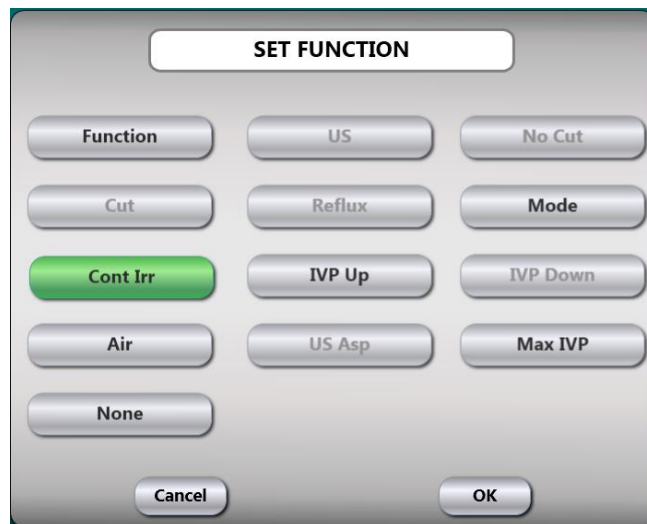 SET FUNCTION
Function US No Cut
Cut Reflux Mode
Cont Irr IVP Up IVP Down
Air US Asp Max IVP
None
Cancel OK